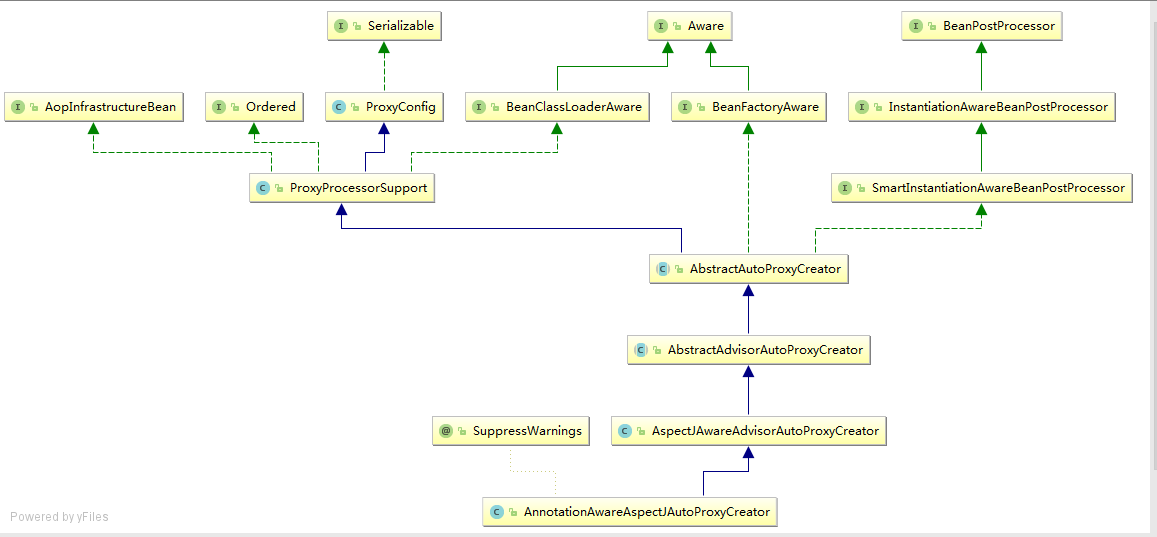 Serializable
Aware
BeanPostProcessor
AopInfrastructureBean
Ordered
ProxyConfig
BeanClassLoaderAware
BeanFactoryAware
InstantiationAwareBeanPostProcessor
ProxyProcessorSupport
SmartInstantiationAwareBeanPostProcessor
AbstractAutoProxyCreator
AbstractAdvisorAutoProxyCreator
SuppressWarnings
AspectJAwareAdvisorAutoProxyCreator
AnnotationAwareAspectJAutoProxyCreator
Powered by yFiles